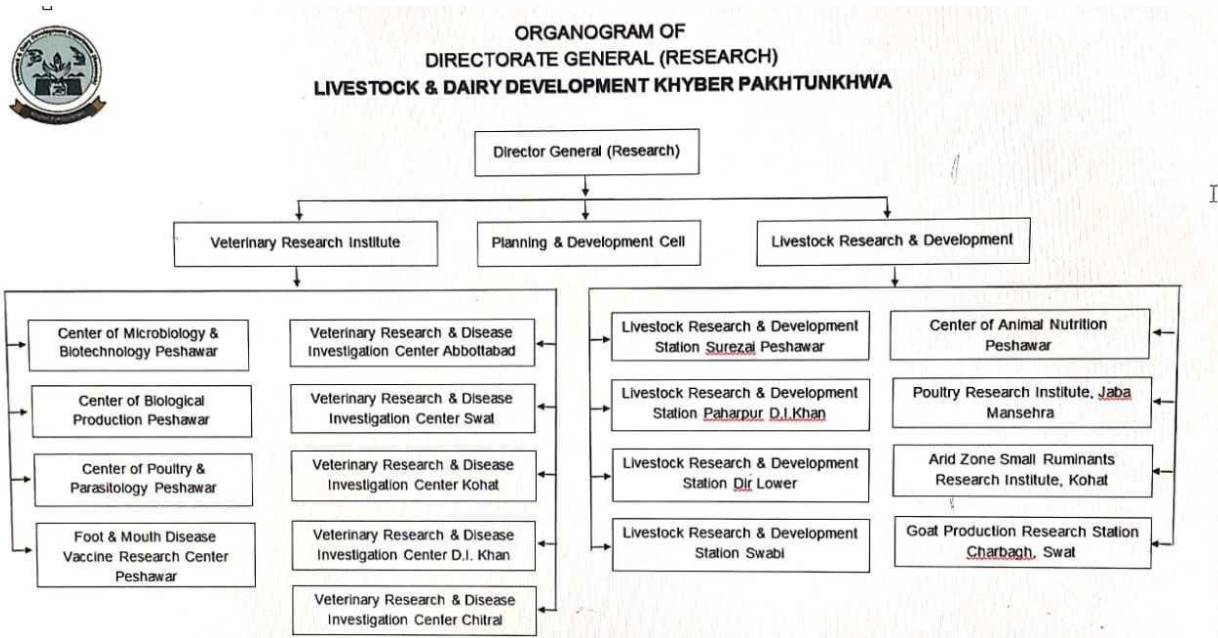 ORGANOGRAM OF
DIRECTORATE GENERAL (RESEARCH)
LIVESTOCK & DAIRY DEVELOPMENT KHYBER PAKHTUNKHWA
Director General (Research)
Veterinary Research Institute
Planning & Development Cell
Livestock Research & Development
Center of Microbiology &
Biotechnology Peshawar
Center of Biological
Production Peshawar
Center of Poultry &
Parasitology Peshawar
Foot & Mouth Disease
Vaccine Research Center
Peshawar
Veterinary Research & Disease
Investigation Center Abbottabad
Veterinary Research & Disease
Investigation Center Swat
Veterinary Research & Disease
Investigation Center Kohat
Veterinary Research & Disease
Investigation Center D.I. Khan
Veterinary Research & Disease
Investigation Center Chitral
Livestock Research & Development
Station Surezai Peshawar
Livestock Research & Development
Station Paharpur D.I.Khan
Livestock Research & Development
Station Dir Lower
Livestock Research & Development
Station Swabi
Center of Animal Nutrition
Peshawar
Poultry Research Institute, Jaba
Mansehra
Arid Zone Small Ruminants
Research Institute, Kohat
Goat Production Research Station
Charbagh, Swat